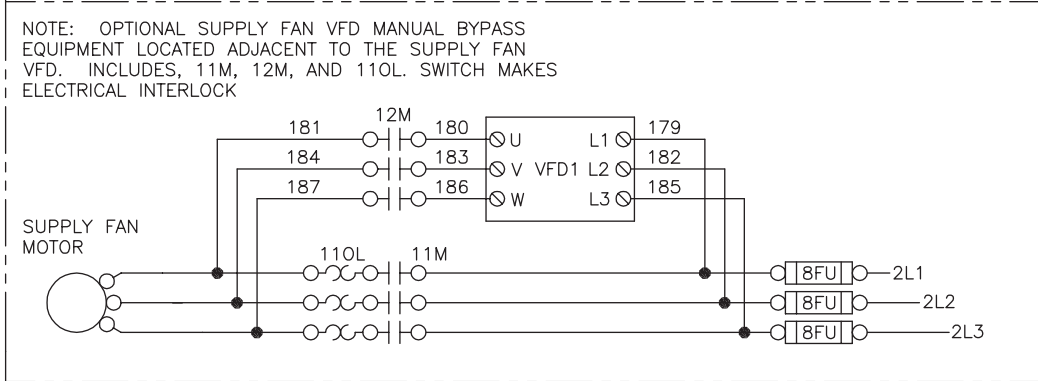 NOTE: OPTIONAL SUPPLY FAN VFD MANUAL BYPASS
EQUIPMENT LOCATED ADJACENT TO THE SUPPLY FAN
VFD. INCLUDES, 11M, 12M, AND 11OL. SWITCH MAKES
ELECTRICAL INTERLOCK
12M
181 180 U L1 179
184 183 V VFD1 L2 182
187 186 W L3 185
SUPPLY FAN
MOTOR
11OL 11M
8FU 2L1
8FU 2L2
8FU 2L3